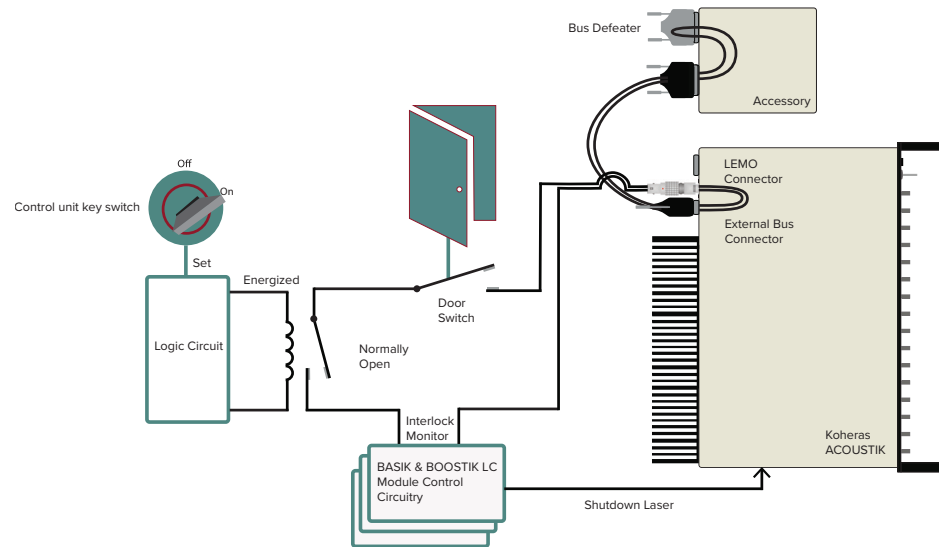 Bus Defeater
Accessory
Off
LEMO
Connector
On
Control unit key switch
External Bus
Connector
Set
Energized
Door
Switch
Logic Circuit
Normally
Open
Interlock
Monitor
Koheras
ACOUSTIK
BASIK & BOOSTIK LC
Module Control
Circuitry
Shutdown Laser